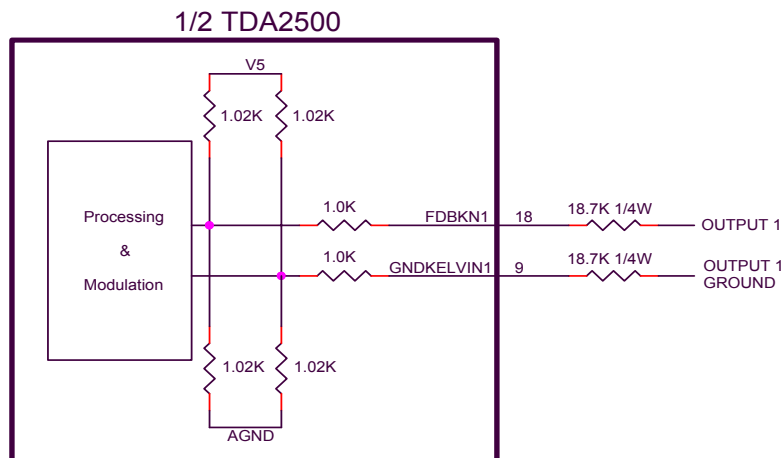 1/2 TDA2500
V5
1.02K 1.02K
Processing
&
Modulation
1.0K FDBKN1 18 18.7K 1/4W OUTPUT 1
1.0K GNDKELVIN1 9 18.7K 1/4W OUTPUT 1
GROUND
1.02K 1.02K
AGND